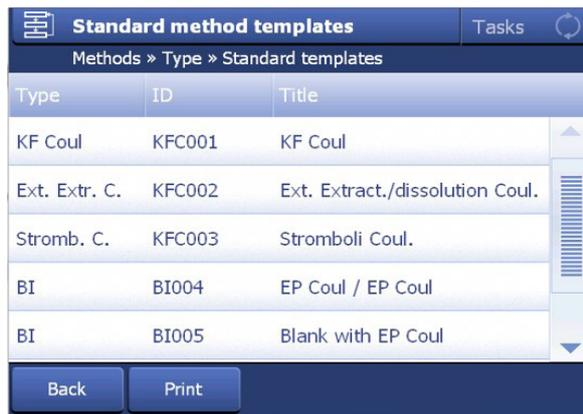 Standard method templates Tasks
Methods » Type » Standard templates
Type ID Title
KF Coul KFC001 KF Coul
Ext. Extr. C. KFC002 Ext. Extract./dissolution Coul.
Stromb. C. KFC003 Stromboli Coul.
BI BI004 EP Coul / EP Coul
BI BI005 Blank with EP Coul
Back Print